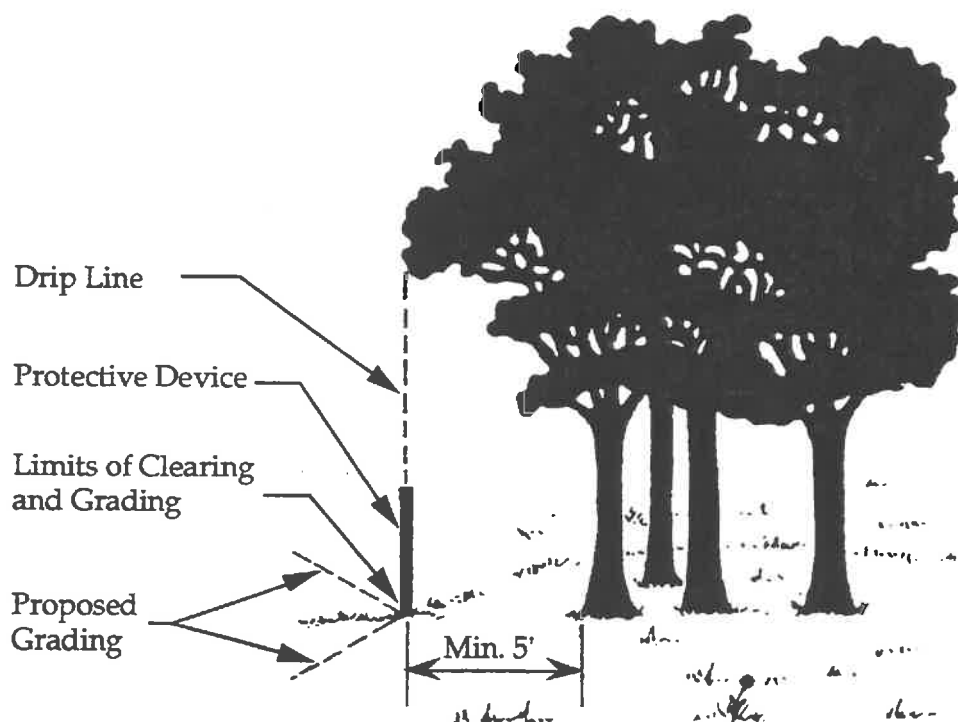 Drip Line
Protective Device
Limits of Clearing
and Grading
Proposed
Grading
Min. 5'